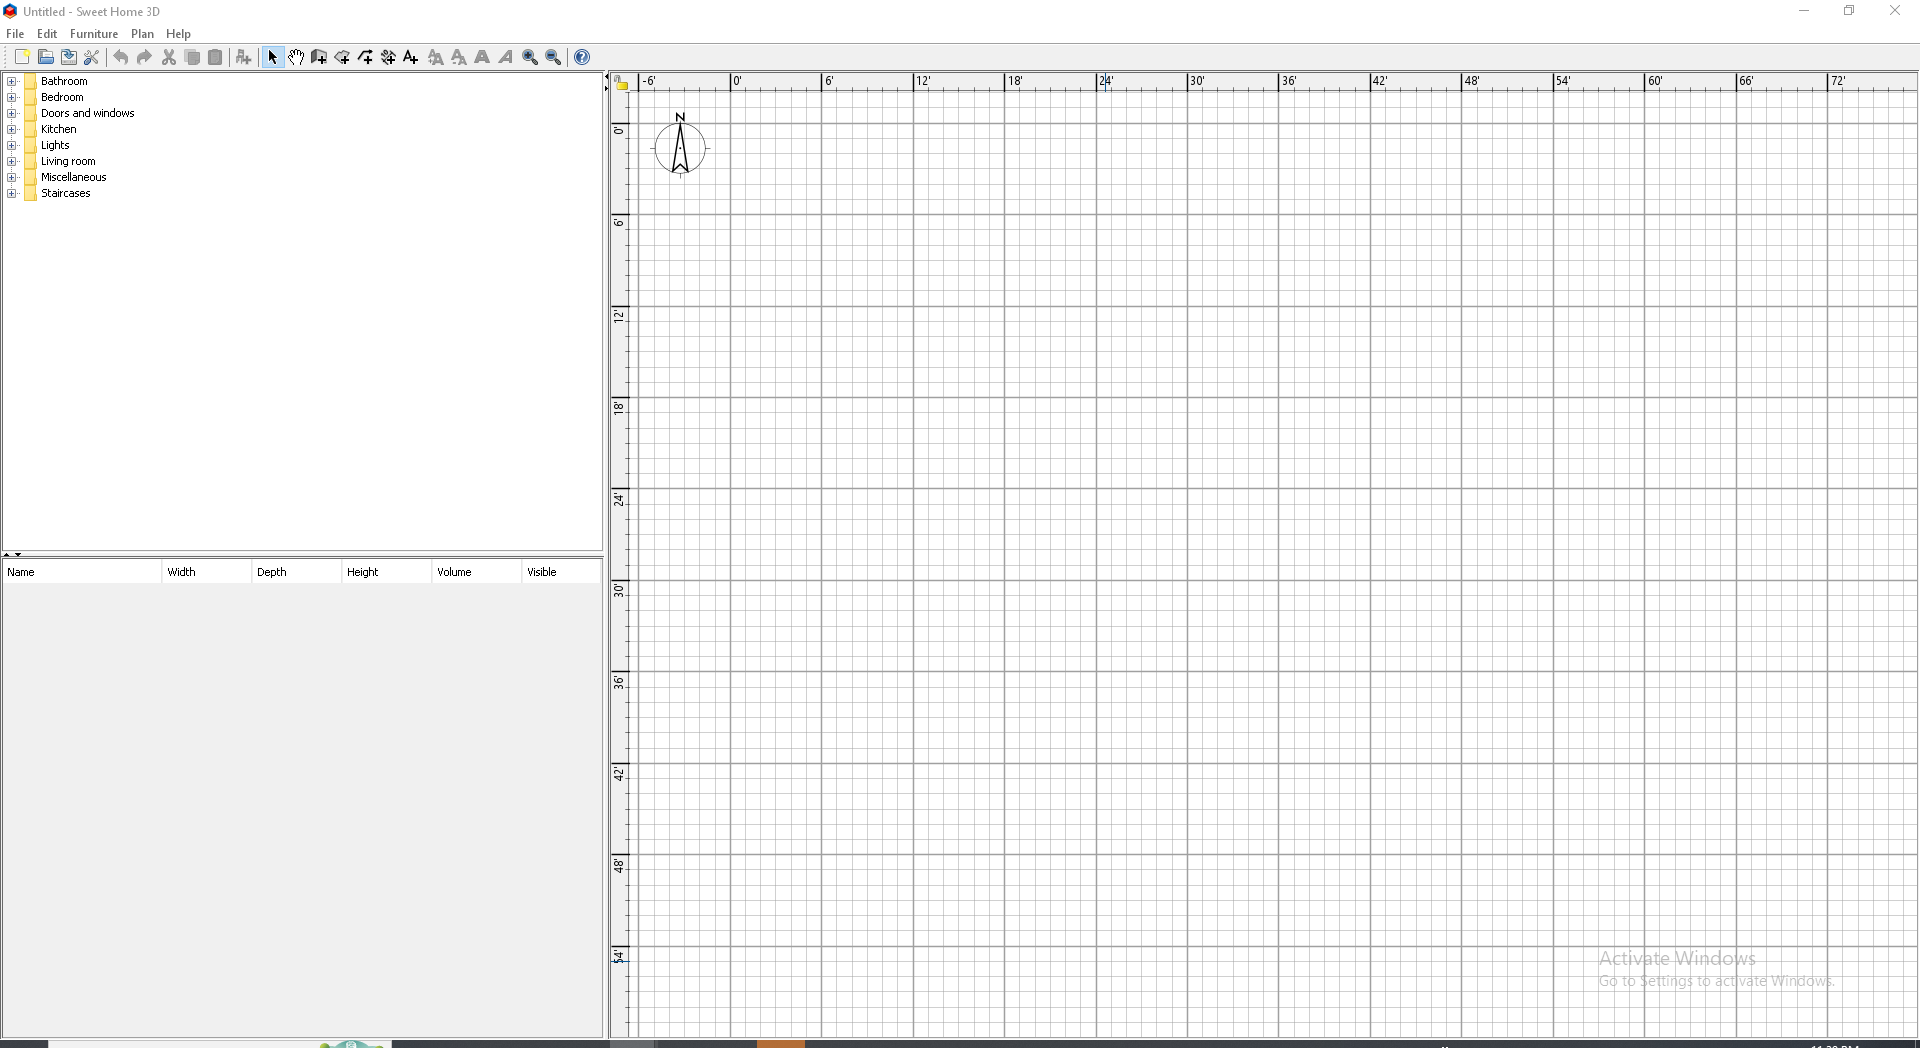 Untitled - Sweet Home 3D
File Edit Furniture Plan Help
Bathroom
Bedroom
Doors and windows
Kitchen
Lights
Living room
Miscellaneous
Staircases
Name Width Depth Height Volume Visible
-6' 0' 6' 12' 18' 24' 30' 36' 42' 48' 54' 60' 66' 72'
N
0'
6'
12'
18'
24'
30'
36'
42'
48'
54'
Activate Windows
Go to Settings to activate Windows.